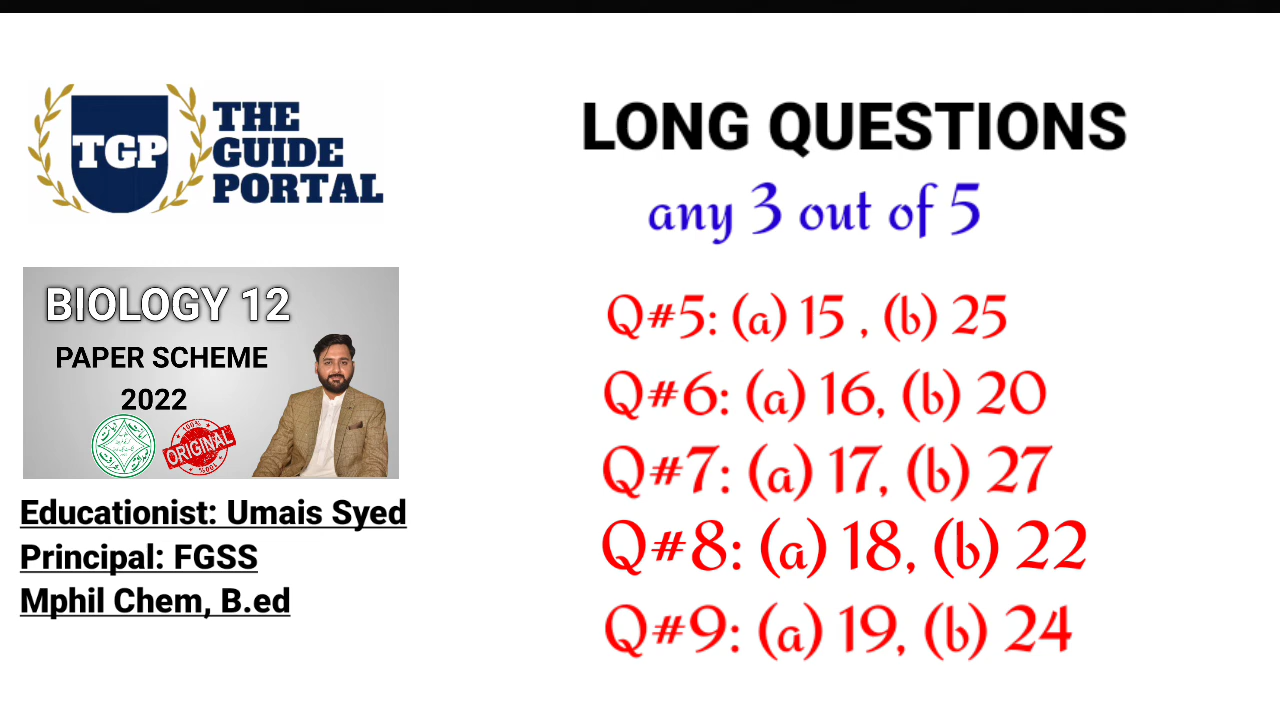 TGP
THE
GUIDE
PORTAL
BIOLOGY 12
PAPER SCHEME
2022
100%
ORIGINAL
100%
Educationist: Umais Syed
Principal: FGSS
Mphil Chem, B.ed
LONG QUESTIONS
any 3 out of 5
Q#5: (a) 15 , (b) 25
Q#6: (a) 16, (b) 20
Q#7: (a) 17, (b) 27
Q#8: (a) 18, (b) 22
Q#9: (a) 19, (b) 24